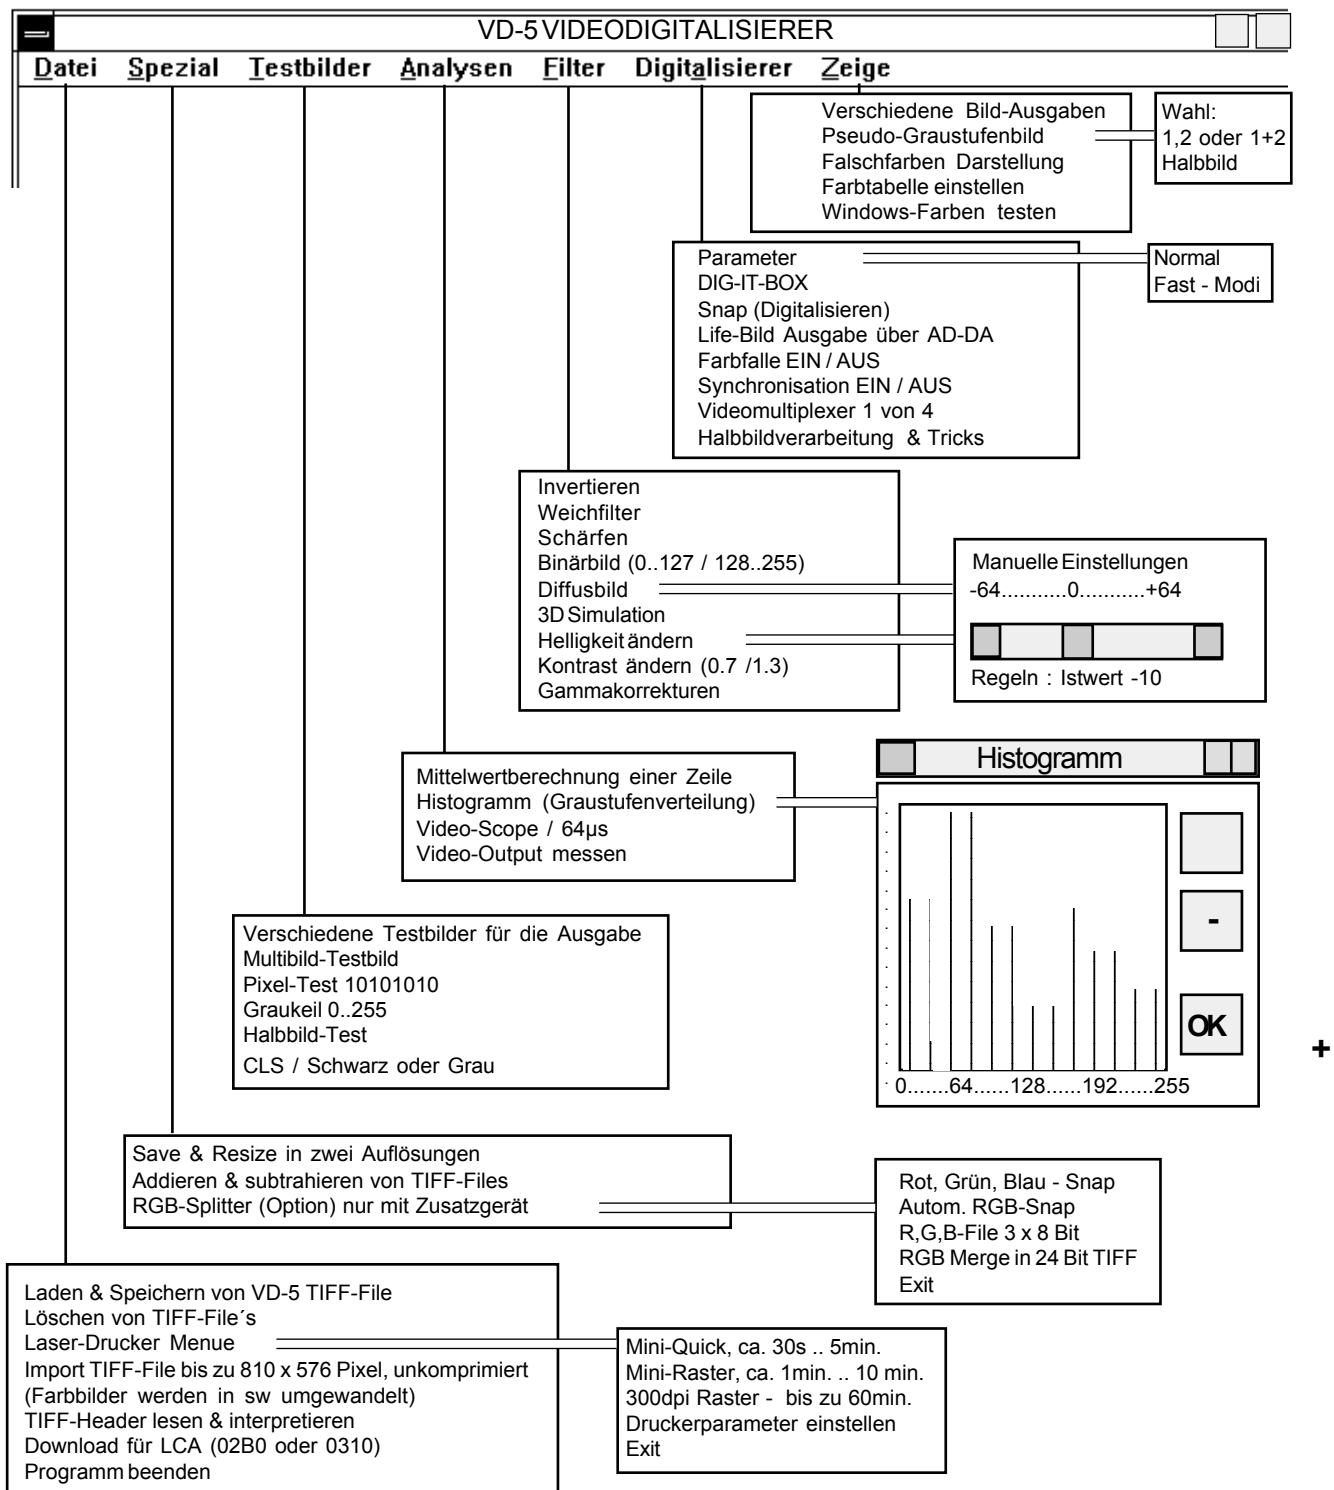 VD-5 VIDEODIGITALISIERER
Datei Spezial Testbilder Analysen Filter Digitalisierer Zeige
Verschiedene Bild-Ausgaben
Pseudo-Graustufenbild
Falschfarben Darstellung
Farbtabelle einstellen
Windows-Farben testen
Wahl:
1,2 oder 1+2
Halbbild
Parameter
DIG-IT-BOX
Snap (Digitalisieren)
Life-Bild Ausgabe über AD-DA
Farbfalle EIN / AUS
Synchronisation EIN / AUS
Videomultiplexer 1 von 4
Halbbildverarbeitung & Tricks
Normal
Fast - Modi
Invertieren
Weichfilter
Schärfen
Binärbild (0..127 / 128..255)
Diffusbild
3D Simulation
Helligkeit ändern
Kontrast ändern (0.7 /1.3)
Gammakorrekturen
Manuelle Einstellungen
-64...........0...........+64
Regeln : Istwert -10
Mittelwertberechnung einer Zeile
Histogramm (Graustufenverteilung)
Video-Scope / 64µs
Video-Output messen
Histogramm
-
OK
+
0.......64......128......192......255
Verschiedene Testbilder für die Ausgabe
Multibild-Testbild
Pixel-Test 10101010
Graukeil 0..255
Halbbild-Test
CLS / Schwarz oder Grau
Save & Resize in zwei Auflösungen
Addieren & subtrahieren von TIFF-Files
RGB-Splitter (Option) nur mit Zusatzgerät
Rot, Grün, Blau - Snap
Autom. RGB-Snap
R,G,B-File 3 x 8 Bit
RGB Merge in 24 Bit TIFF
Exit
Laden & Speichern von VD-5 TIFF-File
Löschen von TIFF-File´s
Laser-Drucker Menue
Import TIFF-File bis zu 810 x 576 Pixel, unkomprimiert
(Farbbilder werden in sw umgewandelt)
TIFF-Header lesen & interpretieren
Download für LCA (02B0 oder 0310)
Programm beenden
Mini-Quick, ca. 30s .. 5min.
Mini-Raster, ca. 1min. .. 10 min.
300dpi Raster - bis zu 60min.
Druckerparameter einstellen
Exit